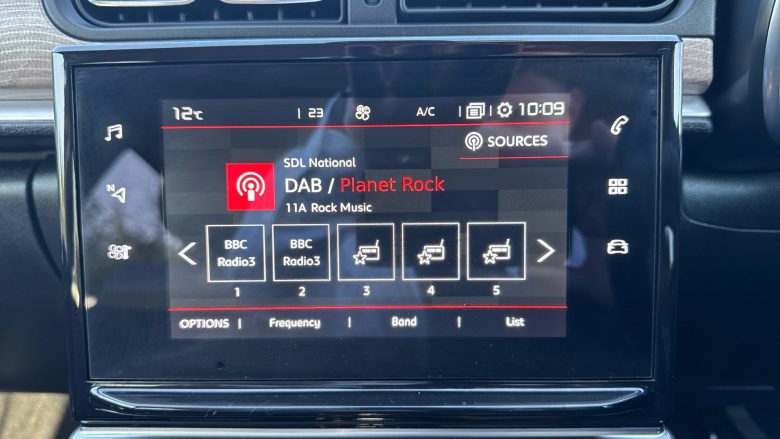 12°C | 23 A/C | | 10:09
SOURCES
SDL National
DAB / Planet Rock
11A Rock Music
BBC Radio3
BBC Radio3
1 2 3 4 5
OPTIONS | Frequency | Band | List
N